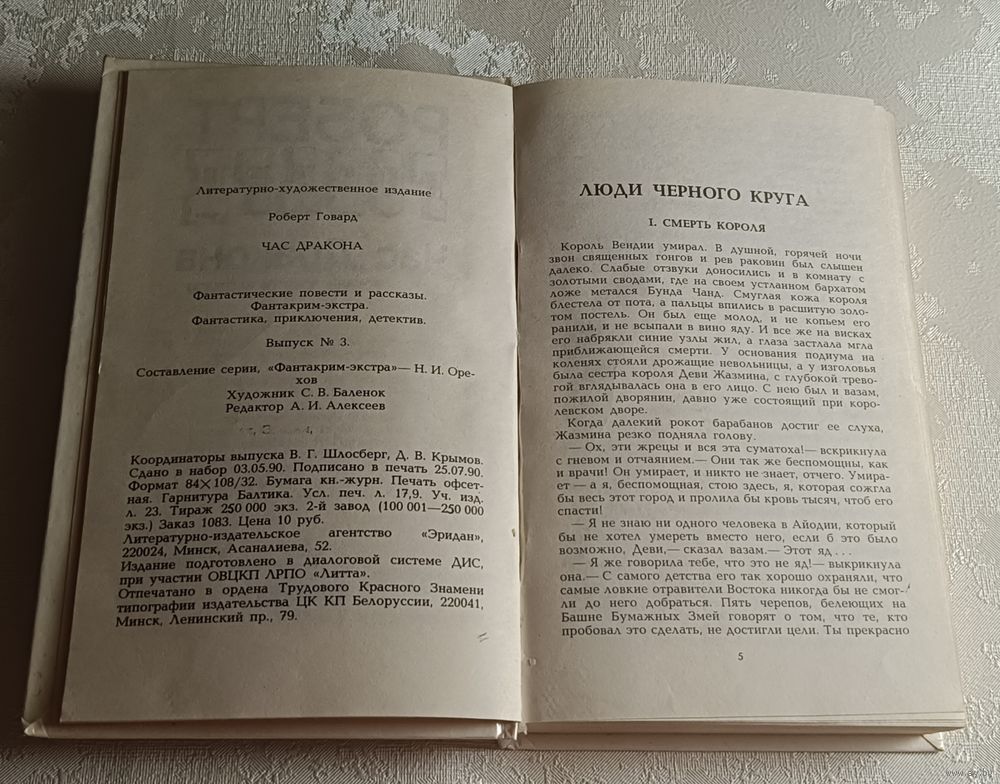 Литературно-художественное издание
Роберт Говард
ЧАС ДРАКОНА
Фантастические повести и рассказы.
Фантакрим-экстра.
Фантастика, приключения, детектив.
Выпуск № 3.
Составление серии, «Фантакрим-экстра»— Н. И. Оре-
хов
Художник С. В. Баленок
Редактор А. И. Алексеев
Координаторы выпуска В. Г. Шлосберг, Д. В. Крымов.
Сдано в набор 03.05.90. Подписано в печать 25.07.90.
Формат 84×108/32. Бумага кн.-журн. Печать офсет-
ная. Гарнитура Балтика. Усл. печ. л. 17,9. Уч. изд.
л. 23. Тираж 250 000 экз. 2-й завод (100 001—250 000
экз.) Заказ 1083. Цена 10 руб.
Литературно-издательское агентство «Эридан»,
220024, Минск, Асаналиева, 52.
Издание подготовлено в диалоговой системе ДИС,
при участии ОВЦКП ЛРПО «Литта».
Отпечатано в ордена Трудового Красного Знамени
типографии издательства ЦК КП Белоруссии, 220041,
Минск, Ленинский пр., 79.
ЛЮДИ ЧЕРНОГО КРУГА
I. СМЕРТЬ КОРОЛЯ
Король Вендии умирал. В душной, горячей ночи
звон священных гонгов и рев раковин был слышен
далеко. Слабые отзвуки доносились и в комнату с
золотыми сводами, где на своем устланном бархатом
ложе метался Бунда Чанд. Смуглая кожа короля
блестела от пота, а пальцы впились в расшитую золо-
том постель. Он был еще молод, и не копьем его
ранили, и не всыпали в вино яду. И все же на висках
его набрякли синие узлы жил, а глаза застлала мгла
приближающейся смерти. У основания подиума на
коленях стояли дрожащие невольницы, а у изголовья
была сестра короля Деви Жазмина, с глубокой трево-
гой вглядывалась она в его лицо. С нею был и вазам,
пожилой дворянин, давно уже состоящий при коро-
левском дворе.
Когда далекий рокот барабанов достиг ее слуха,
Жазмина резко подняла голову.
— Ох, эти жрецы и вся эта суматоха!— вскрикнула
с гневом и отчаянием.— Они так же беспомощны, как
и врачи! Он умирает, и никто не знает, отчего. Умира-
ет — а я, беспомощная, стою здесь, я, которая сожгла
бы весь этот город и пролила бы кровь тысяч, чтоб его
спасти!
— Я не знаю ни одного человека в Айодии, который
бы не хотел умереть вместо него, если б это было
возможно, Деви,— сказал вазам.— Этот яд...
— Я же говорила тебе, что это не яд!— выкрикнула
она.— С самого детства его так хорошо охраняли, что
самые ловкие отравители Востока никогда бы не смог-
ли до него добраться. Пять черепов, белеющих на
Башне Бумажных Змей говорят о том, что те, кто
пробовал это сделать, не достигли цели. Ты прекрасно
5